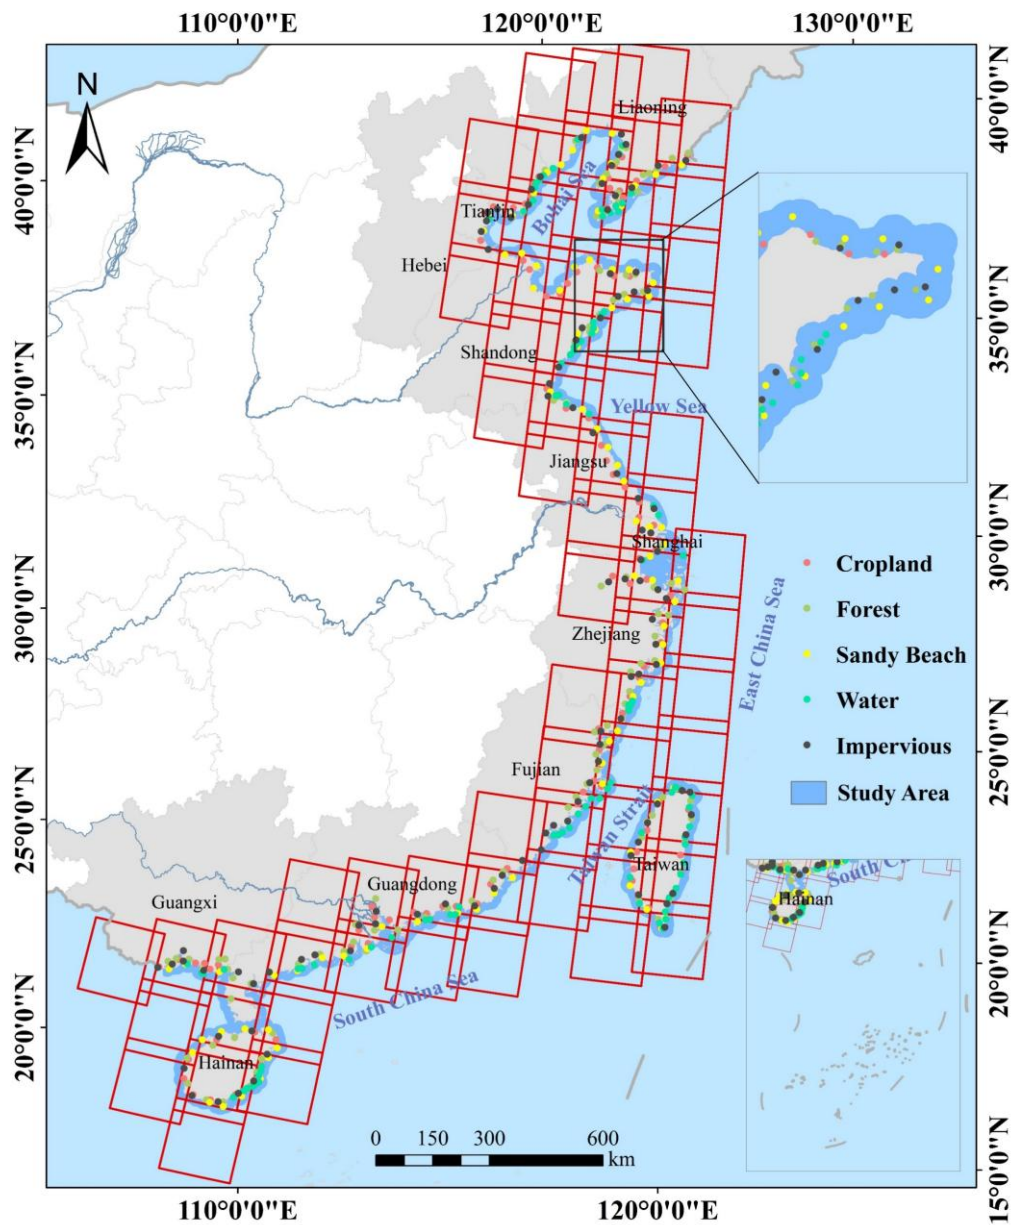 110°0'0"E 120°0'0"E 130°0'0"E
N
40°0'0"N
35°0'0"N
30°0'0"N
25°0'0"N
20°0'0"N
40°0'0"N
35°0'0"N
30°0'0"N
25°0'0"N
20°0'0"N
15°0'0"N
Liaoning
Bohai Sea
Tianjin
Hebei
Shandong
Yellow Sea
Jiangsu
Shanghai
Zhejiang
East China Sea
Fujian
Taiwan Strait
Taiwan
Guangdong
Guangxi
South China Sea
Hainan
Cropland
Forest
Sandy Beach
Water
Impervious
Study Area
South C
Hainan
0 150 300 600
km
110°0'0"E 120°0'0"E